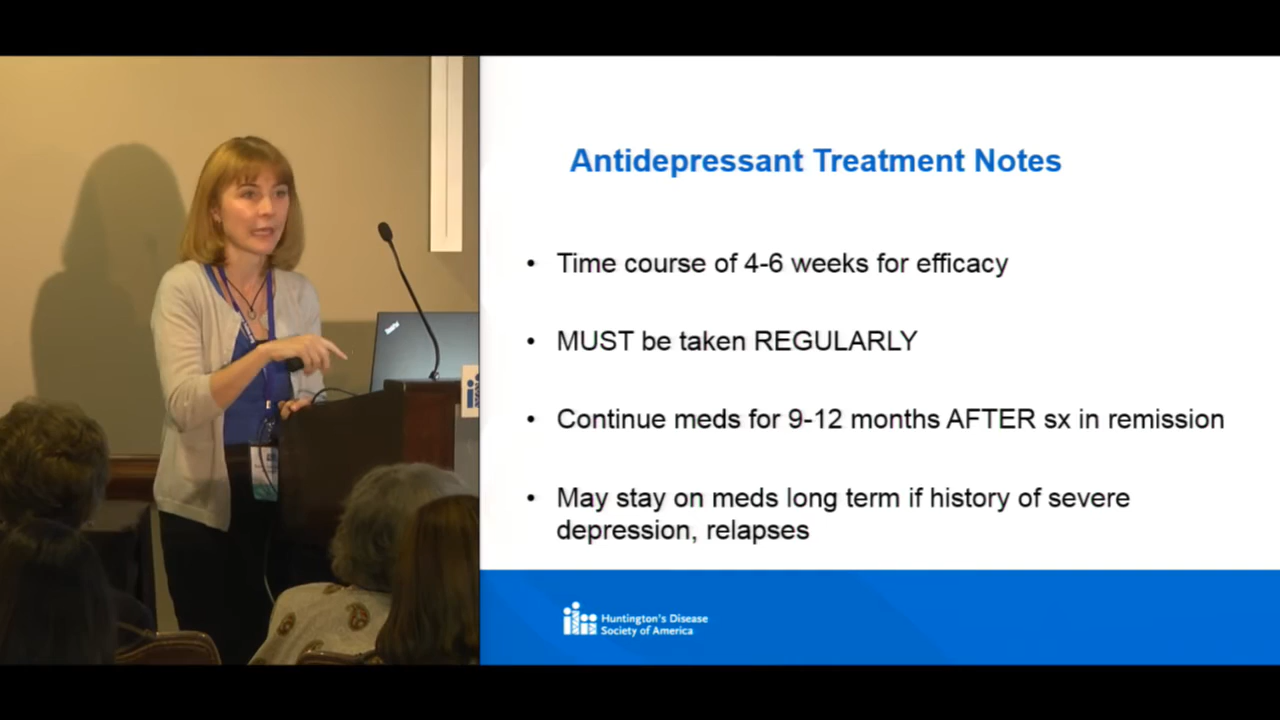 Antidepressant Treatment Notes
• Time course of 4-6 weeks for efficacy
• MUST be taken REGULARLY
• Continue meds for 9-12 months AFTER sx in remission
• May stay on meds long term if history of severe
depression, relapses
Huntington's Disease
Society of America
ThinkPad